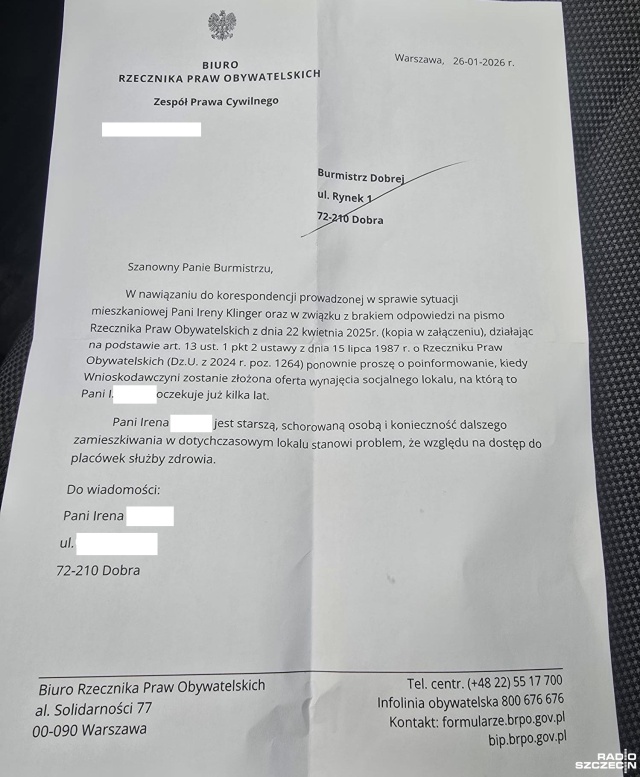 BIURO
RZECZNIKA PRAW OBYWATELSKICH
Zespół Prawa Cywilnego
Warszawa, 26-01-2026 r.
Burmistrz Dobrej
ul. Rynek 1
72-210 Dobra
Szanowny Panie Burmistrzu,
W nawiązaniu do korespondencji prowadzonej w sprawie sytuacji
mieszkaniowej Pani Ireny Klinger oraz w związku z brakiem odpowiedzi na pismo
Rzecznika Praw Obywatelskich z dnia 22 kwietnia 2025r. (kopia w załączeniu), działając
na podstawie art. 13 ust. 1 pkt 2 ustawy z dnia 15 lipca 1987 r. o Rzeczniku Praw
Obywatelskich (Dz.U. z 2024 r. poz. 1264) ponownie proszę o poinformowanie, kiedy
Wnioskodawczyni zostanie złożona oferta wynajęcia socjalnego lokalu, na którą to
Pani I. oczekuje już kilka lat.
Pani Irena jest starszą, schorowaną osobą i konieczność dalszego
zamieszkiwania w dotychczasowym lokalu stanowi problem, że względu na dostęp do
placówek służby zdrowia.
Do wiadomości:
Pani Irena
ul.
72-210 Dobra
Biuro Rzecznika Praw Obywatelskich
al. Solidarności 77
00-090 Warszawa
Tel. centr. (+48 22) 55 17 700
Infolinia obywatelska 800 676 676
Kontakt: formularze.brpo.gov.pl
bip.brpo.gov.pl
RADIO
SZCZECIN